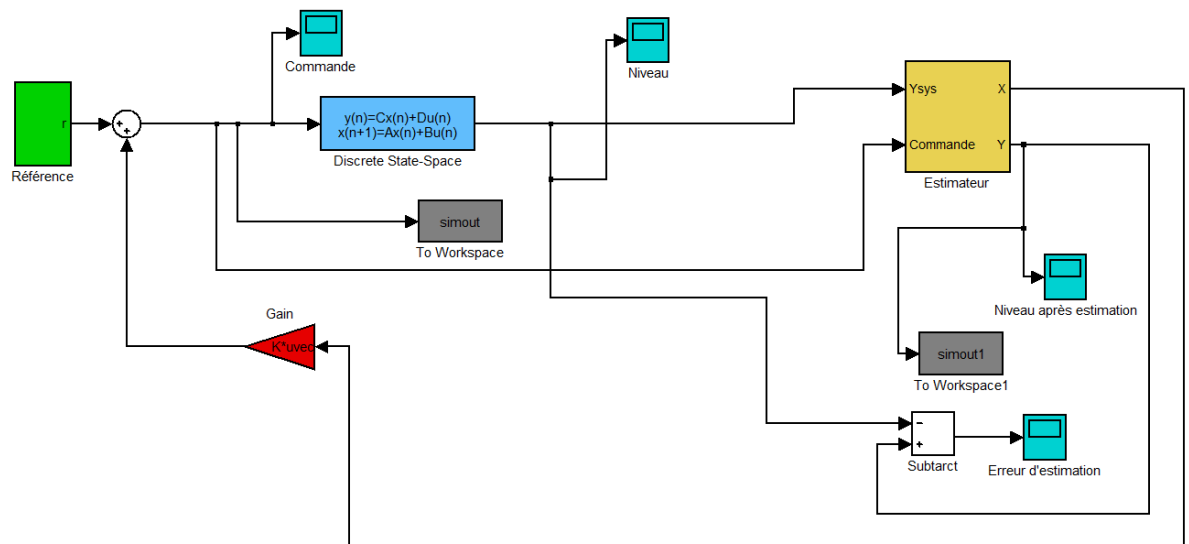 Commande
Niveau
r
Référence
y(n)=Cx(n)+Du(n)
x(n+1)=Ax(n)+Bu(n)
Discrete State-Space
Ysys
X
Commande
Y
Estimateur
simout
To Workspace
Niveau après estimation
Gain
K*uvec
simout1
To Workspace1
Subtarct
Erreur d'estimation